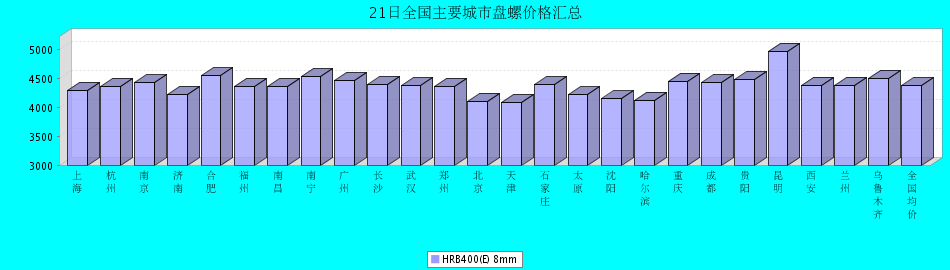 21日全国主要城市盘螺价格汇总
5000
4500
4000
3500
3000
上海
杭州
南京
济南
合肥
福州
南昌
南宁
广州
长沙
武汉
郑州
北京
天津
石家庄
太原
沈阳
哈尔滨
重庆
成都
贵阳
昆明
西安
兰州
乌鲁木齐
全国均价
HRB400(E) 8mm